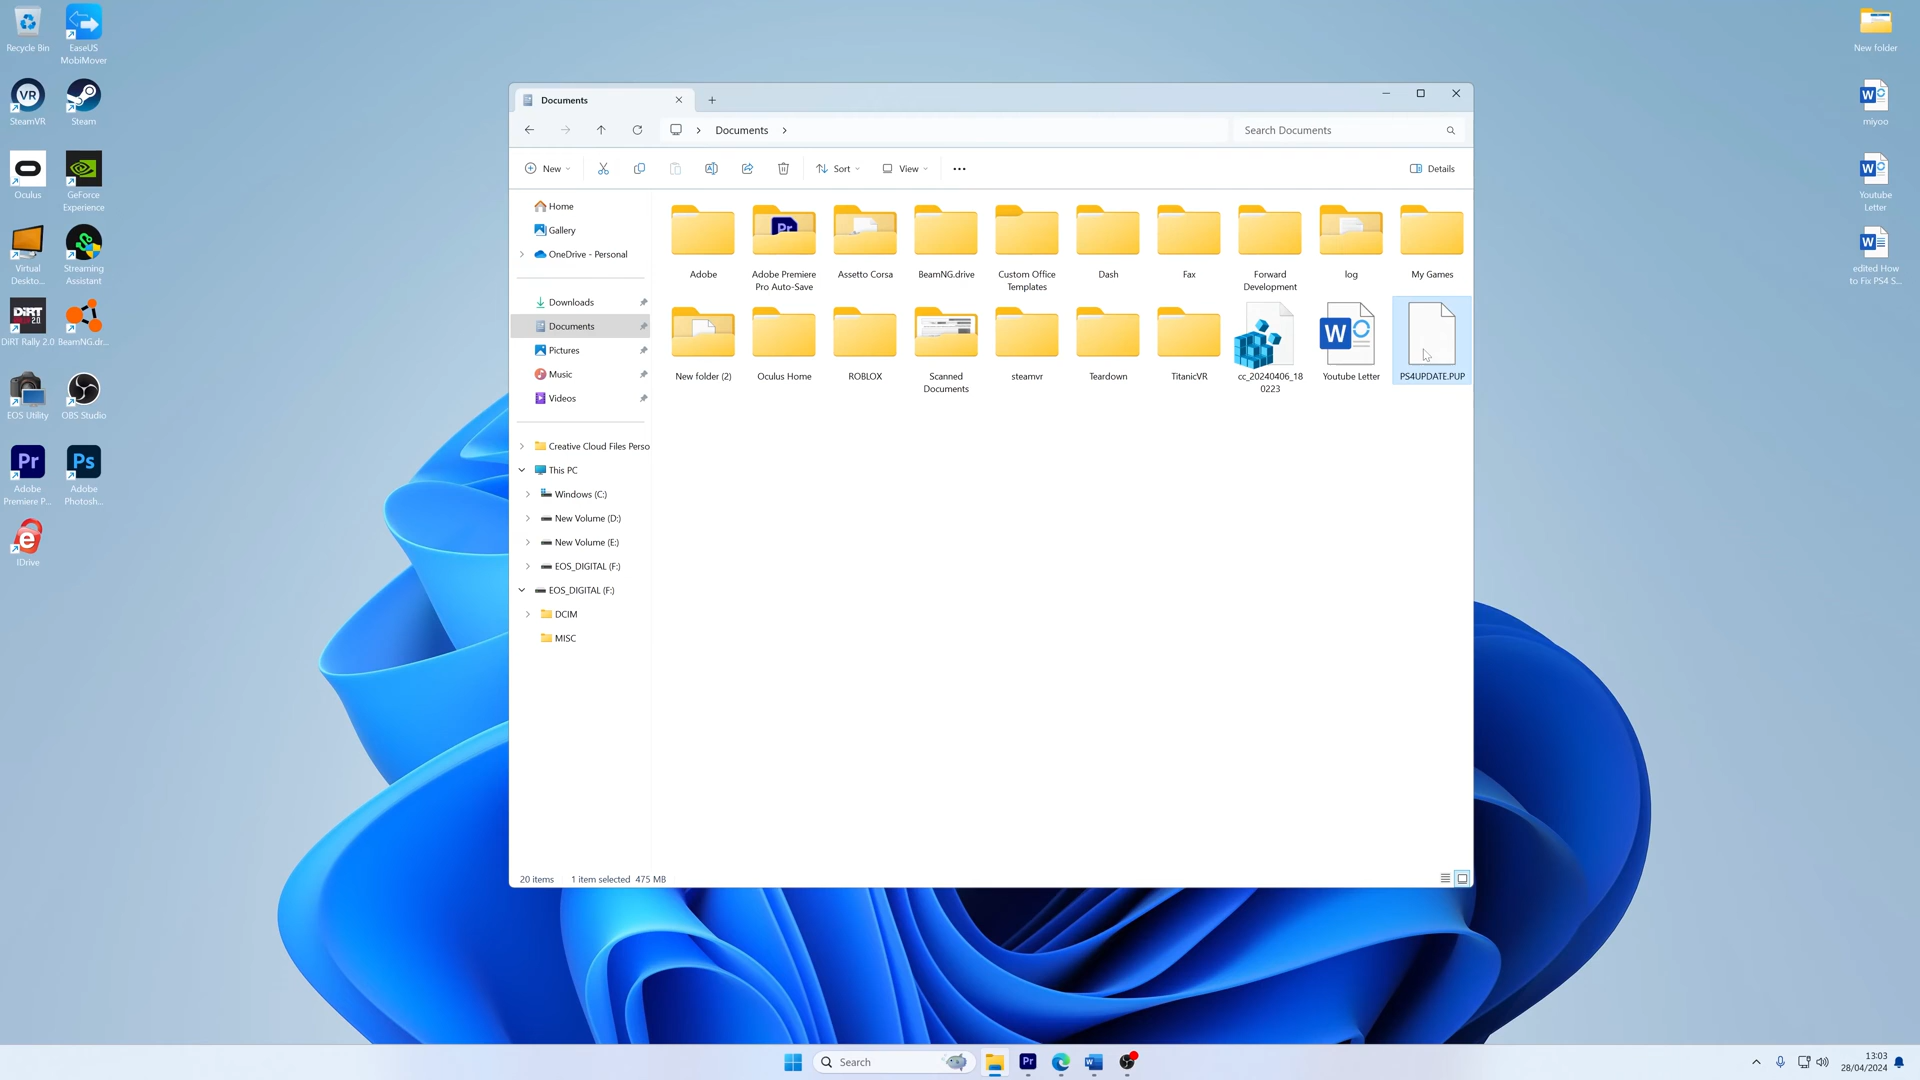 Recycle Bin
EaseUS
MobiMover
SteamVR
Steam
Oculus
GeForce
Experience
Virtual
Deskto...
Streaming
Assistant
DiRT Rally 2.0
BeamNG.dr...
EOS Utility
OBS Studio
Adobe
Premiere P...
Adobe
Photosh...
IDrive
New folder
miyoo
Youtube
Letter
edited How
to Fix PS4 S...
Documents
Documents
Search Documents
New
Sort
View
Details
Home
Gallery
OneDrive - Personal
Downloads
Documents
Pictures
Music
Videos
Creative Cloud Files Perso
This PC
Windows (C:)
New Volume (D:)
New Volume (E:)
EOS_DIGITAL (F:)
EOS_DIGITAL (F:)
DCIM
MISC
Adobe
Adobe Premiere
Pro Auto-Save
Assetto Corsa
BeamNG.drive
Custom Office
Templates
Dash
Fax
Forward
Development
log
My Games
New folder (2)
Oculus Home
ROBLOX
Scanned
Documents
steamvr
Teardown
TitanicVR
cc_20240406_18
0223
Youtube Letter
PS4UPDATE.PUP
20 items
1 item selected 475 MB
Search
13:03
28/04/2024